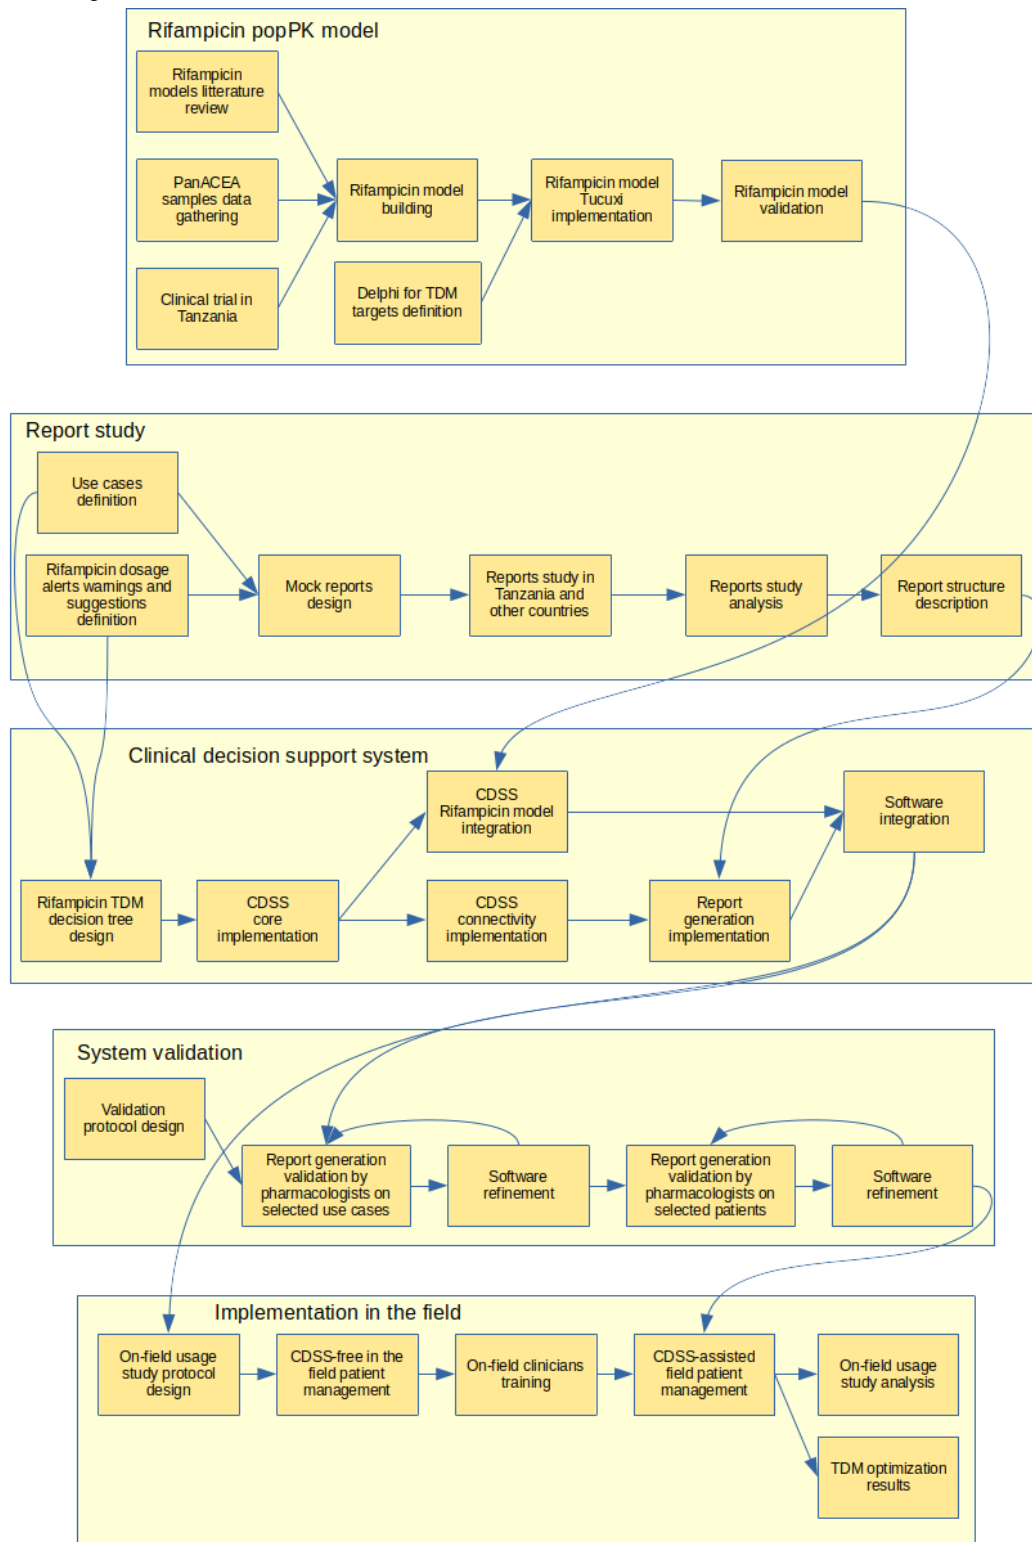 Rifampicin popPK model
Rifampicin
models litterature
review
PanACEA
samples data
gathering
Clinical trial in
Tanzania
Rifampicin model
building
Delphi for TDM
targets definition
Rifampicin model
Tucuxi
implementation
Rifampicin model
validation
Report study
Use cases
definition
Rifampicin dosage
alerts warnings and
suggestions
definition
Mock reports
design
Reports study in
Tanzania and
other countries
Reports study
analysis
Report structure
description
Clinical decision support system
CDSS
Rifampicin model
integration
Software
integration
Rifampicin TDM
decision tree
design
CDSS
core
implementation
CDSS
connectivity
implementation
Report
generation
implementation
System validation
Validation
protocol design
Report generation
validation by
pharmacologists on
selected use cases
Software
refinement
Report generation
validation by
pharmacologists on
selected patients
Software
refinement
Implementation in the field
On-field usage
study protocol
design
CDSS-free in the
field patient
management
On-field clinicians
training
CDSS-assisted
field patient
management
On-field usage
study analysis
TDM optimization
results